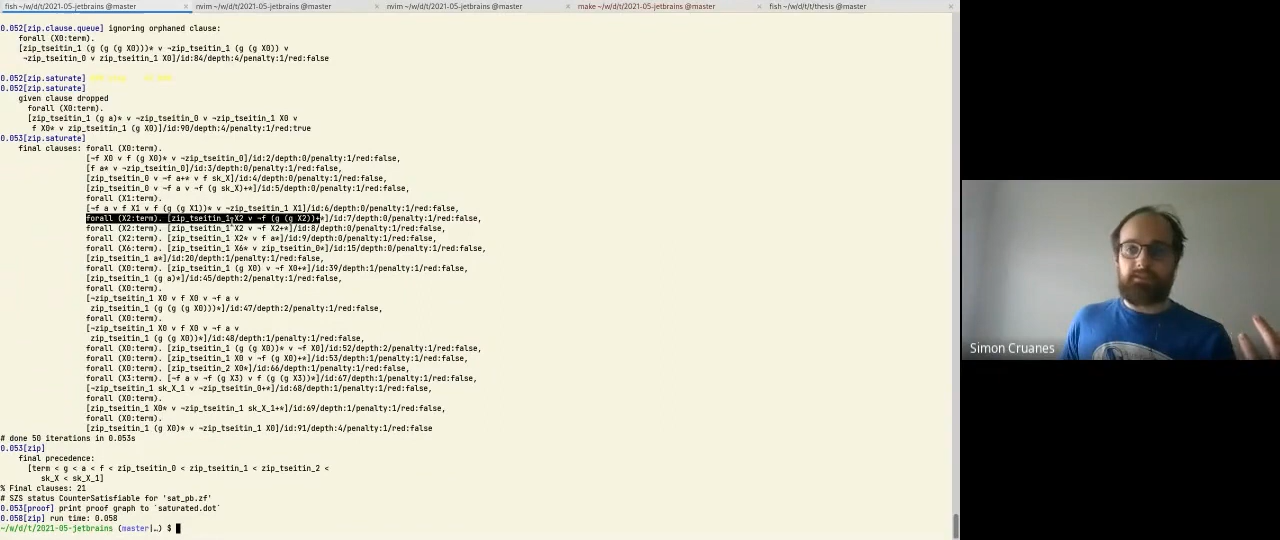 fish ~/w/d/t/2021-05-jetbrains @master × nvim ~/w/d/t/2021-05-jetbrains @master × nvim ~/w/d/t/2021-05-jetbrains @master × make ~/w/d/t/2021-05-jetbrains @master × fish ~/w/d/t/thesis @master
0.052[zip.clause.queue] ignoring orphaned clause:
forall (X0:term).
[zip_tseitin_1 (g (g (g X0)))* ∨ ¬zip_tseitin_1 (g (g X0)) ∨
¬zip_tseitin_0 ∨ zip_tseitin_1 X0]/id:84/depth:4/penalty:1/red:false
0.052[zip.saturate]
0.052[zip.saturate]
given clause dropped
forall (X0:term).
[zip_tseitin_1 (g a)* ∨ ¬zip_tseitin_0 ∨ ¬zip_tseitin_1 X0 ∨
f X0* ∨ zip_tseitin_1 (g X0)]/id:90/depth:4/penalty:1/red:true
0.053[zip.saturate]
final clauses: forall (X0:term).
[¬f X0 ∨ f (g X0)* ∨ ¬zip_tseitin_0]/id:2/depth:0/penalty:1/red:false,
[f a* ∨ ¬zip_tseitin_0]/id:3/depth:0/penalty:1/red:false,
[zip_tseitin_0 ∨ ¬f a+* ∨ f sk_X]/id:4/depth:0/penalty:1/red:false,
[zip_tseitin_0 ∨ ¬f a ∨ ¬f (g sk_X)+*]/id:5/depth:0/penalty:1/red:false,
forall (X1:term).
[¬f a ∨ f X1 ∨ f (g (g X1))* ∨ ¬zip_tseitin_1 X1]/id:6/depth:0/penalty:1/red:false,
forall (X2:term). [zip_tseitin_1 X2 ∨ ¬f (g (g X2))+*]/id:7/depth:0/penalty:1/red:false,
forall (X2:term). [zip_tseitin_1 X2 ∨ ¬f X2+*]/id:8/depth:0/penalty:1/red:false,
forall (X2:term). [zip_tseitin_1 X2* ∨ f a*]/id:9/depth:0/penalty:1/red:false,
forall (X6:term). [zip_tseitin_1 X6* ∨ zip_tseitin_0*]/id:15/depth:0/penalty:1/red:false,
[zip_tseitin_1 a*]/id:20/depth:1/penalty:1/red:false,
forall (X0:term). [zip_tseitin_1 (g X0) ∨ ¬f X0+*]/id:39/depth:1/penalty:1/red:false,
[zip_tseitin_1 (g a)*]/id:45/depth:2/penalty:1/red:false,
forall (X0:term).
[¬zip_tseitin_1 X0 ∨ f X0 ∨ ¬f a ∨
zip_tseitin_1 (g (g (g X0)))*]/id:47/depth:2/penalty:1/red:false,
forall (X0:term).
[¬zip_tseitin_1 X0 ∨ f X0 ∨ ¬f a ∨
zip_tseitin_1 (g (g X0))*]/id:48/depth:1/penalty:1/red:false,
forall (X0:term). [zip_tseitin_1 (g (g X0))* ∨ ¬f X0]/id:52/depth:2/penalty:1/red:false,
forall (X0:term). [zip_tseitin_1 X0 ∨ ¬f (g X0)+*]/id:53/depth:1/penalty:1/red:false,
forall (X0:term). [zip_tseitin_2 X0*]/id:66/depth:1/penalty:1/red:false,
forall (X3:term). [¬f a ∨ ¬f (g X3) ∨ f (g (g X3))*]/id:67/depth:1/penalty:1/red:false,
[¬zip_tseitin_1 sk_X_1 ∨ ¬zip_tseitin_0+*]/id:68/depth:1/penalty:1/red:false,
forall (X0:term).
[zip_tseitin_1 X0* ∨ ¬zip_tseitin_1 sk_X_1+*]/id:69/depth:1/penalty:1/red:false,
forall (X0:term).
[zip_tseitin_1 (g X0)* ∨ ¬zip_tseitin_1 X0]/id:91/depth:4/penalty:1/red:false
# done 50 iterations in 0.053s
0.053[zip]
final precedence:
[term < g < a < f < zip_tseitin_0 < zip_tseitin_1 < zip_tseitin_2 <
sk_X < sk_X_1]
% Final clauses: 21
# SZS status CounterSatisfiable for 'sat_pb.zf'
0.053[proof] print proof graph to `saturated.dot`
0.058[zip] run time: 0.058
~/w/d/t/2021-05-jetbrains (master|…) $
Simon Cruanes